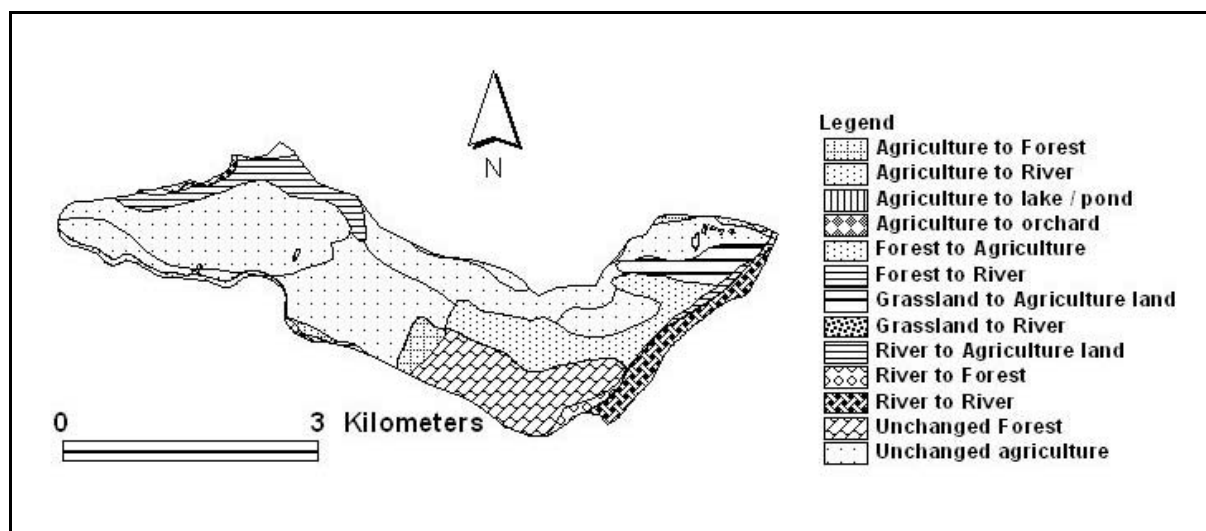 N
Legend
Agriculture to Forest
Agriculture to River
Agriculture to lake / pond
Agriculture to orchard
Forest to Agriculture
Forest to River
Grassland to Agriculture land
Grassland to River
River to Agriculture land
River to Forest
River to River
Unchanged Forest
Unchanged agriculture
0 3 Kilometers